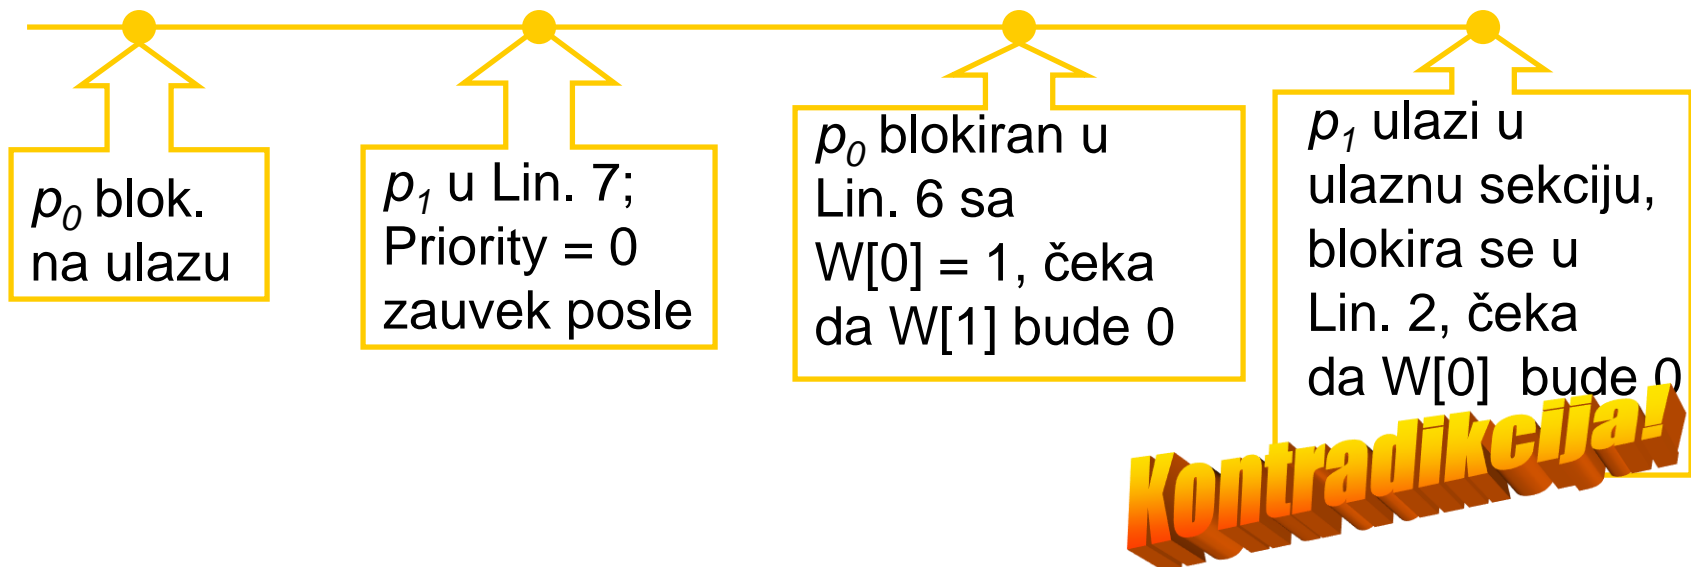 p0 blok.
na ulazu
p1 u Lin. 7;
Priority = 0
zauvek posle
p0 blokiran u
Lin. 6 sa
W[0] = 1, čeka
da W[1] bude 0
p1 ulazi u
ulaznu sekciju,
blokira se u
Lin. 2, čeka
da W[0] bude 0
Kontradikcija!